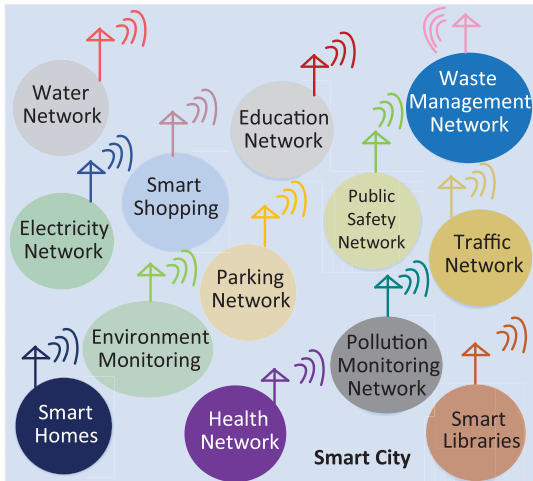 Water
Network
Education
Network
Waste
Management
Network
Smart
Shopping
Public
Safety
Network
Electricity
Network
Traffic
Network
Parking
Network
Environment
Monitoring
Pollution
Monitoring
Network
Smart
Homes
Health
Network
Smart
Libraries
Smart City